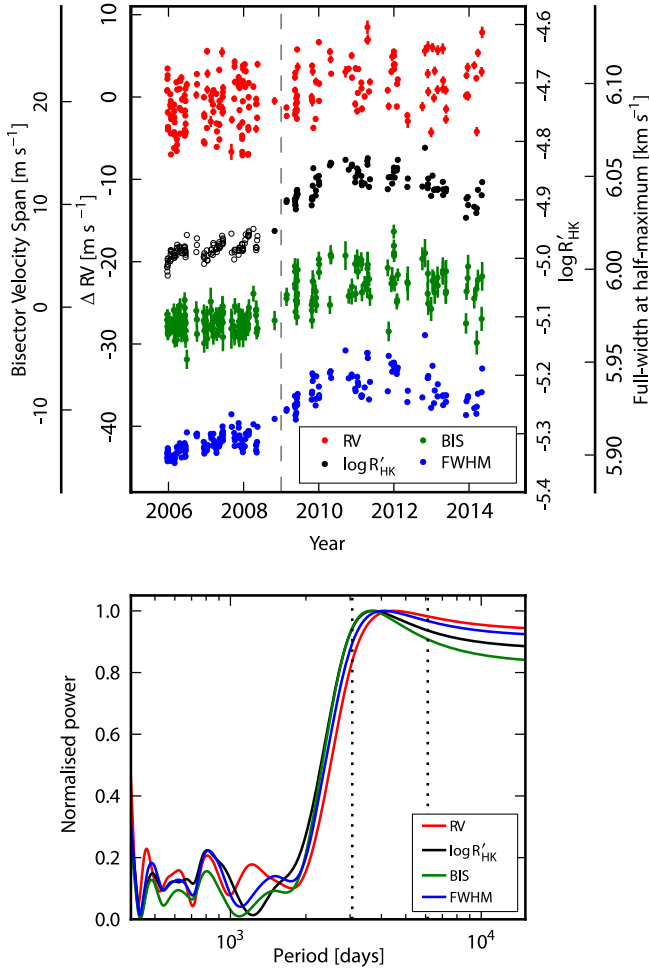 Bisector Velocity Span [m s⁻¹]
20
10
0
-10
Δ RV [m s⁻¹]
10
0
-10
-20
-30
-40
RV
log R′HK
BIS
FWHM
2006 2008 2010 2012 2014
Year
log R′HK
-4.6
-4.7
-4.8
-4.9
-5.0
-5.1
-5.2
-5.3
-5.4
Full-width at half-maximum [km s⁻¹]
6.10
6.05
6.00
5.95
5.90
Normalised power
1.0
0.8
0.6
0.4
0.2
0.0
RV
log R′HK
BIS
FWHM
10³ 10⁴
Period [days]